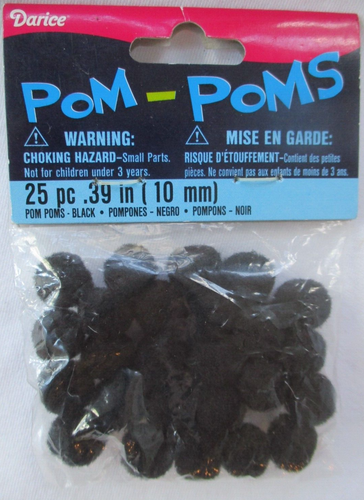 Darice
POM-POMS
WARNING:
CHOKING HAZARD–Small Parts.
Not for children under 3 years.
MISE EN GARDE:
RISQUE D'ÉTOUFFEMENT–Contient des petites
pièces. Ne convient pas aux enfants de moins de 3 ans.
25 pc .39 in (10 mm)
POM POMS - BLACK • POMPONES - NEGRO • POMPONS - NOIR